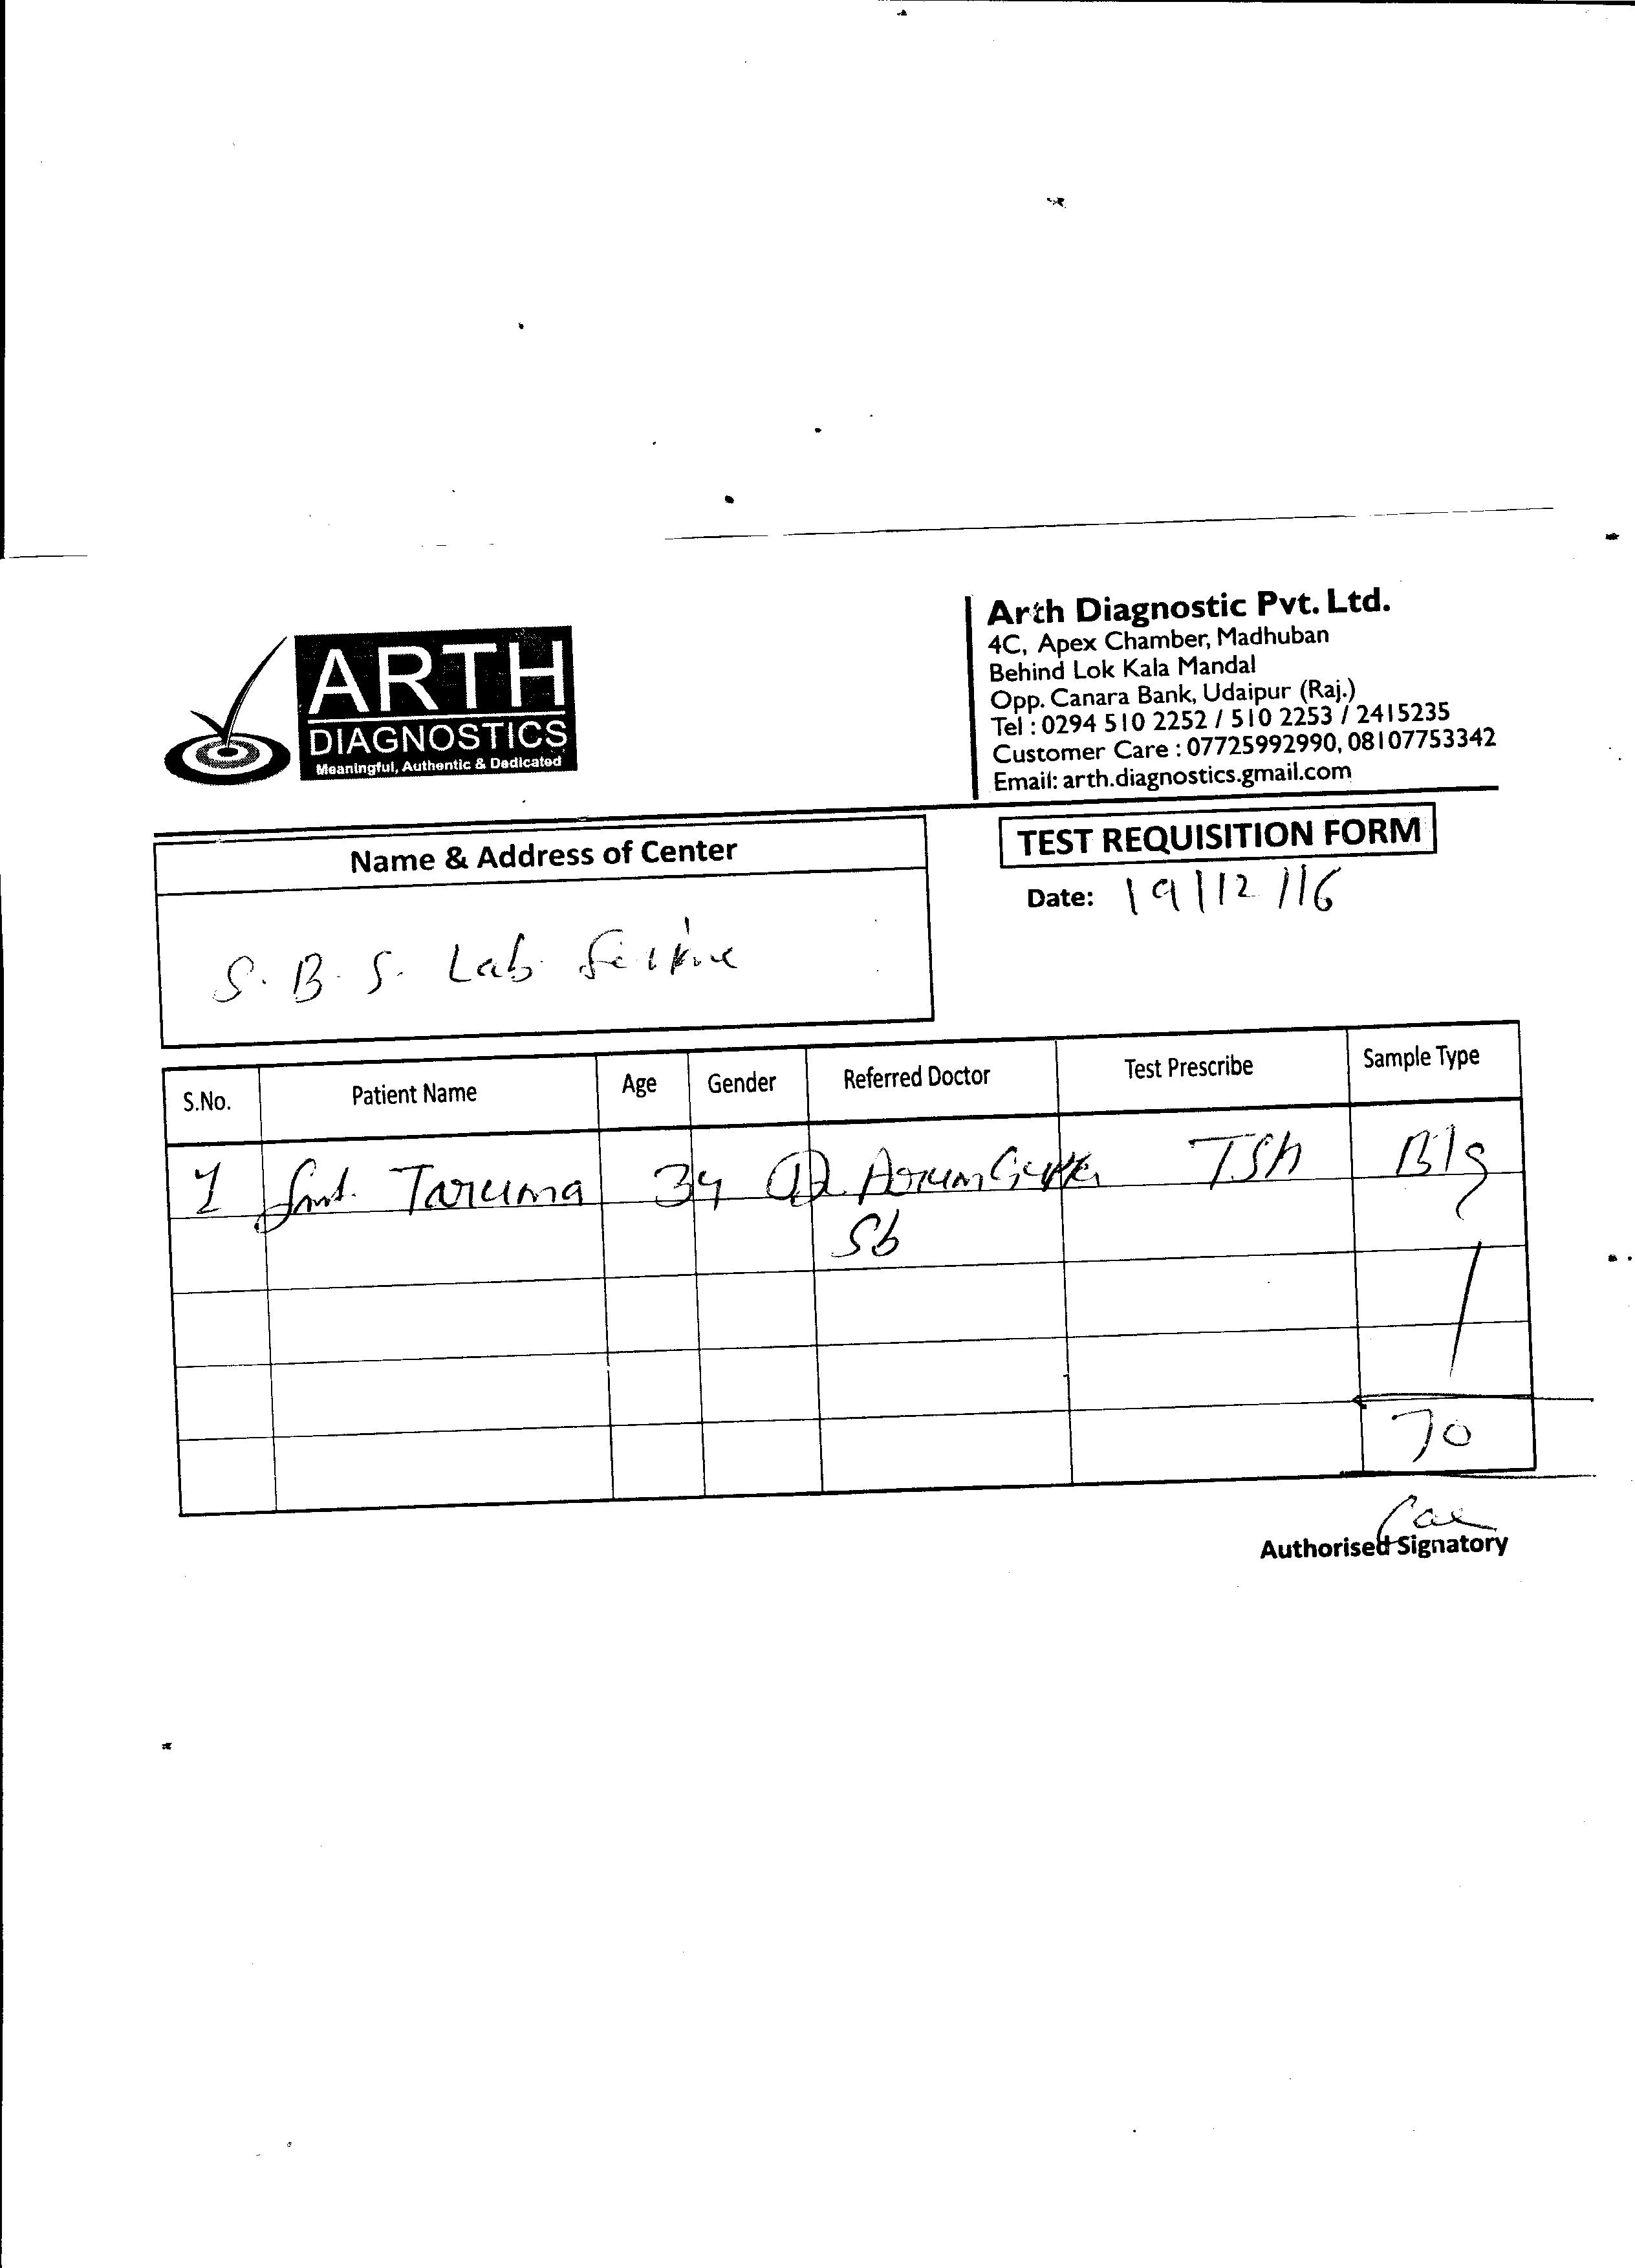 ARTH
DIAGNOSTICS
Meaningful, Authentic & Dedicated
Arth Diagnostic Pvt. Ltd.
4C, Apex Chamber, Madhuban
Behind Lok Kala Mandal
Opp. Canara Bank, Udaipur (Raj.)
Tel : 0294 510 2252 / 510 2253 / 2415235
Customer Care : 07725992990, 08107753342
Email: arth.diagnostics.gmail.com
Name & Address of Center
TEST REQUISITION FORM
Date: 19/12/16
S. B. S. Lab
S.No. Patient Name Age Gender Referred Doctor Test Prescribe Sample Type
1 Smt. Taruma 34 TSH
Sb
70
Authorised Signatory